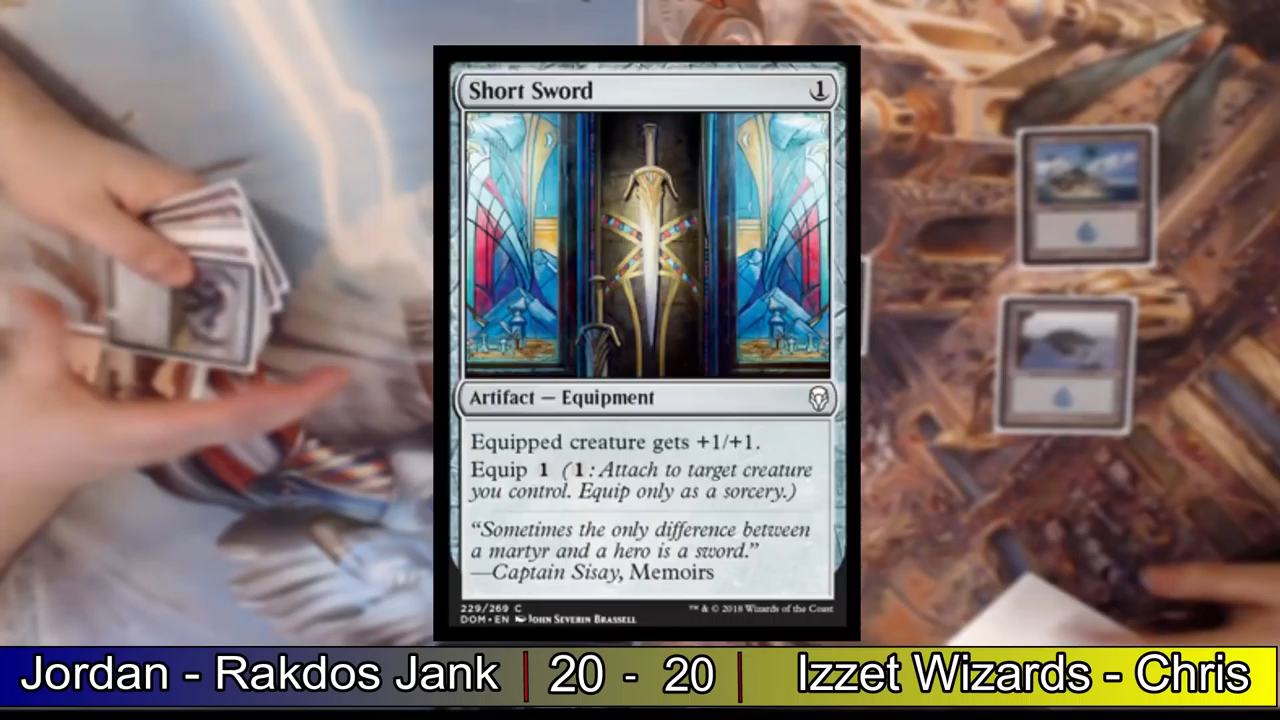 Short Sword 1
Artifact — Equipment
Equipped creature gets +1/+1.
Equip 1 (1: Attach to target creature
you control. Equip only as a sorcery.)
“Sometimes the only difference between
a martyr and a hero is a sword.”
—Captain Sisay, Memoirs
229/269 C
™ & © 2018 Wizards of the Coast
DOM • EN John Severin Brassell
Jordan - Rakdos Jank | 20 - 20 | Izzet Wizards - Chris